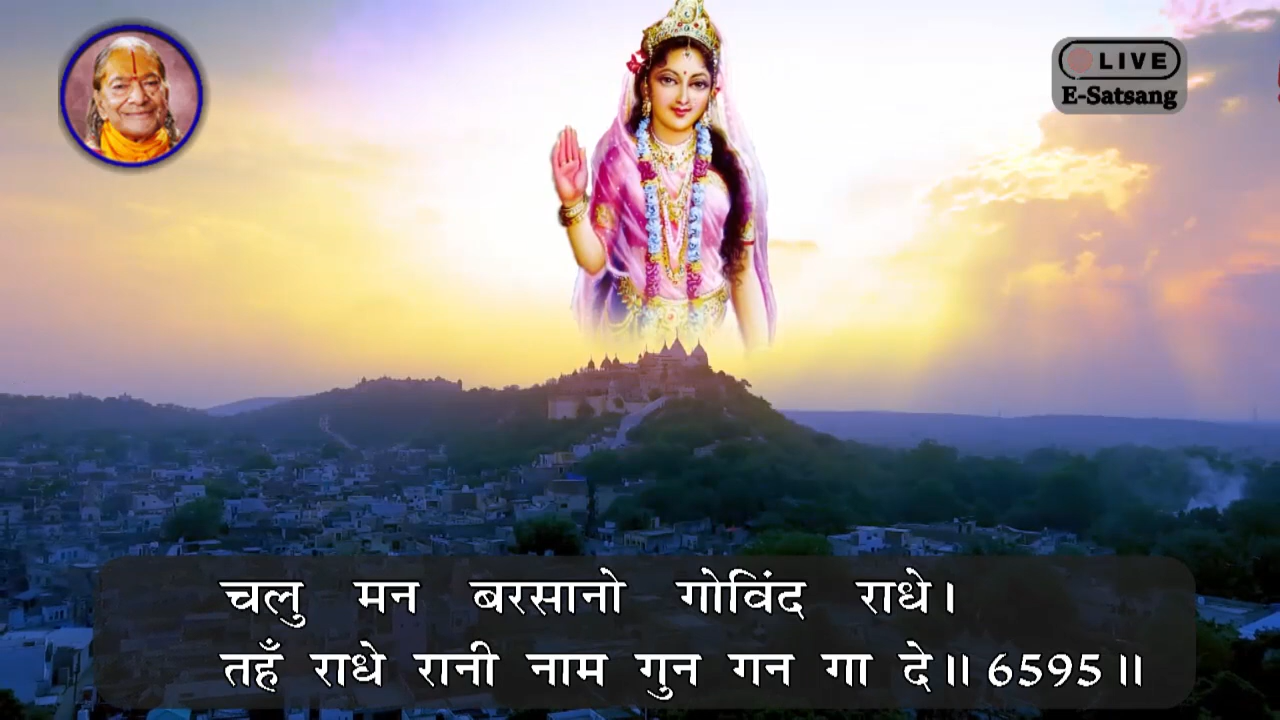 LIVE
E-Satsang
चलु मन बरसानो गोविंद राधे।
तहँ राधे रानी नाम गुन गन गा दे॥ 6595॥